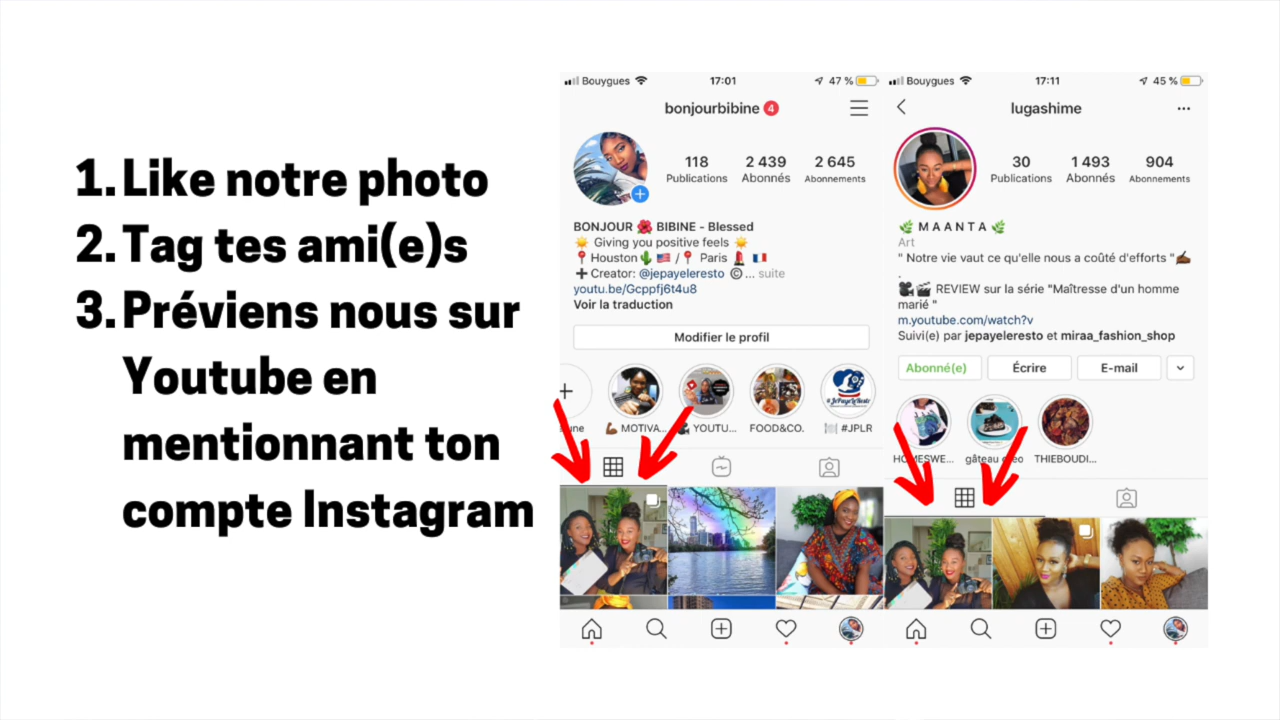 1. Like notre photo
2. Tag tes ami(e)s
3. Préviens nous sur
Youtube en
mentionnant ton
compte Instagram
Bouygues 17:01 47 %
bonjourbibine 4
118 2 439 2 645
Publications Abonnés Abonnements
BONJOUR 🌺 BIBINE - Blessed
☀️ Giving you positive feels ☀️
📍 Houston 🌵 🇺🇸 / 📍 Paris 💄 🇫🇷
➕ Creator: @jepayeleresto ©️... suite
youtu.be/Gcppfj6t4u8
Voir la traduction
Modifier le profil
💪🏾 MOTIVA... 🎥 YOUTU... FOOD&CO. 🍽 #JPLR
Bouygues 17:11 45 %
lugashime
30 1 493 904
Publications Abonnés Abonnements
🌿 M A A N T A 🌿
Art
" Notre vie vaut ce qu'elle nous a coûté d'efforts " ✍🏾
.
🎥🎬 REVIEW sur la série "Maîtresse d'un homme
marié "
m.youtube.com/watch?v
Suivi(e) par jepayeleresto et miraa_fashion_shop
Abonné(e) Écrire E-mail
gâteau THIEBOUDI...